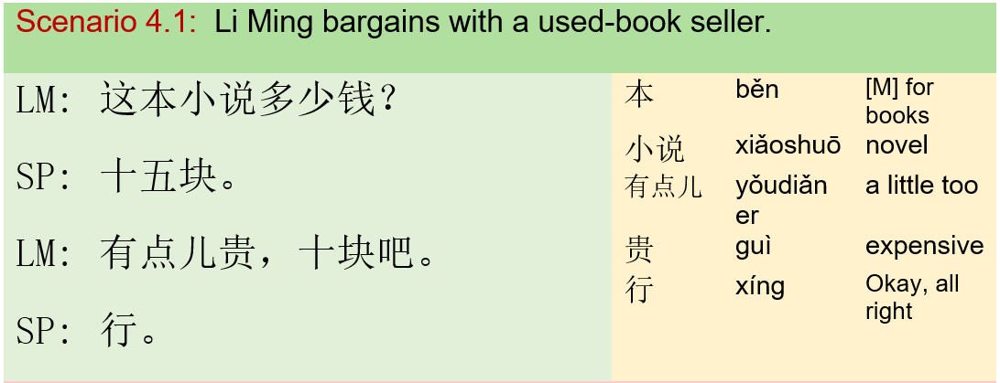 Scenario 4.1: Li Ming bargains with a used-book seller.
LM: 这本小说多少钱？
SP: 十五块。
LM: 有点儿贵，十块吧。
SP: 行。
本 běn [M] for
books
小说 xiǎoshuō novel
有点儿 yǒudiǎn a little too
er
贵 guì expensive
行 xíng Okay, all
right